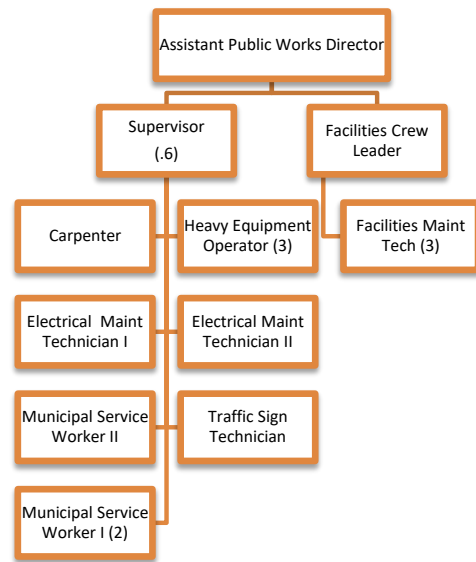 Assistant Public Works Director
Supervisor
(.6)
Facilities Crew
Leader
Carpenter
Heavy Equipment
Operator (3)
Facilities Maint
Tech (3)
Electrical Maint
Technician I
Electrical Maint
Technician II
Municipal Service
Worker II
Traffic Sign
Technician
Municipal Service
Worker I (2)